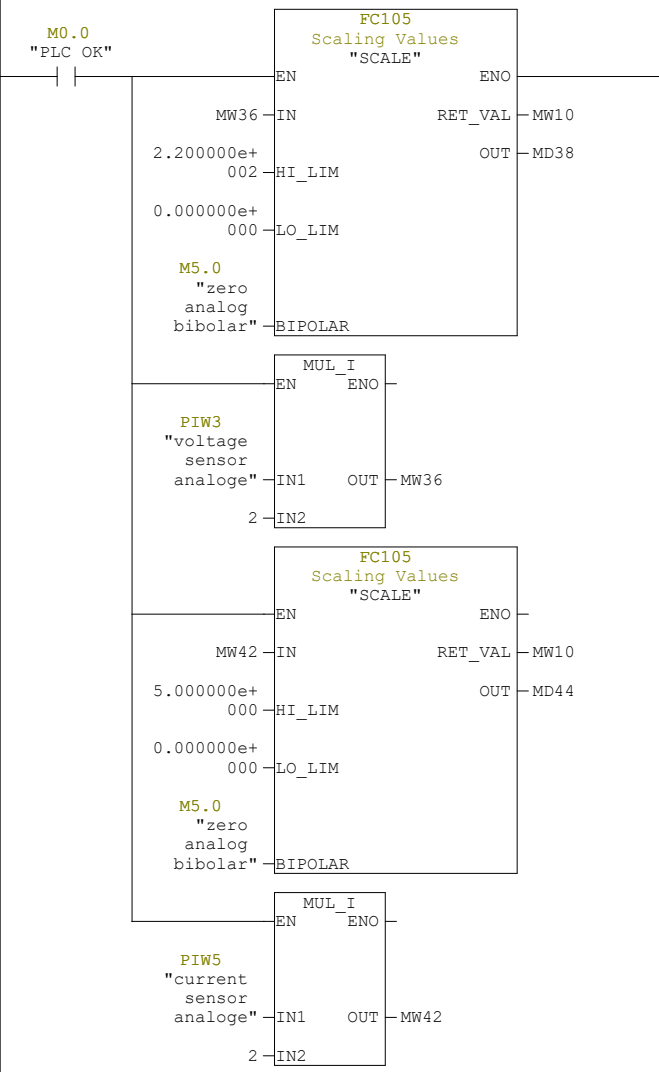 FC105
Scaling Values
"SCALE"
M0.0
"PLC OK"
EN ENO
MW36 IN RET_VAL MW10
2.200000e+ OUT MD38
002 HI_LIM
0.000000e+
000 LO_LIM
M5.0
"zero
analog
bibolar" BIPOLAR
MUL_I
EN ENO
PIW3
"voltage
sensor
analoge" IN1 OUT MW36
2 IN2
FC105
Scaling Values
"SCALE"
EN ENO
MW42 IN RET_VAL MW10
5.000000e+ OUT MD44
000 HI_LIM
0.000000e+
000 LO_LIM
M5.0
"zero
analog
bibolar" BIPOLAR
MUL_I
EN ENO
PIW5
"current
sensor
analoge" IN1 OUT MW42
2 IN2